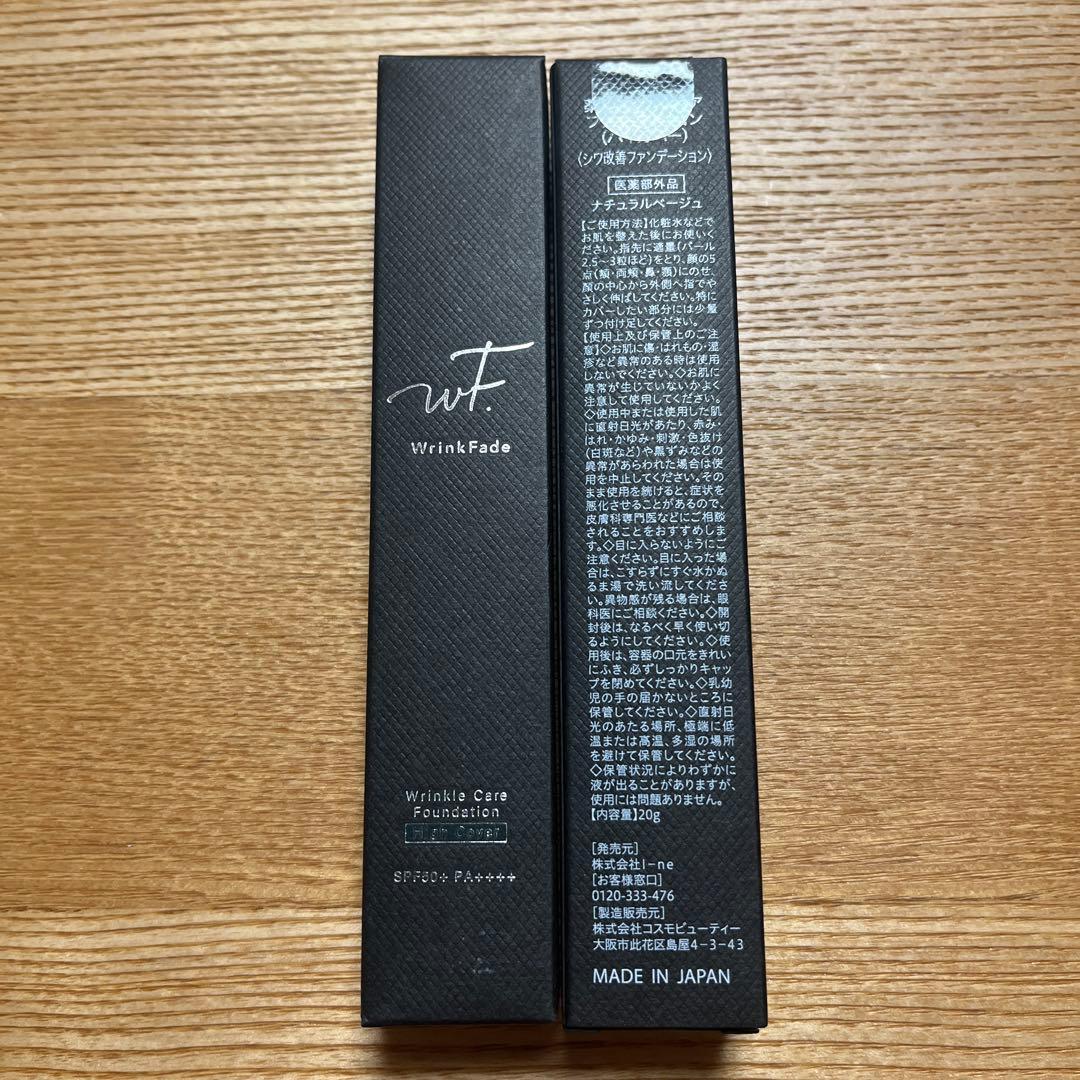 WF.
WrinkFade
Wrinkle Care
Foundation
High Cover
SPF50+ PA++++
〈シワ改善ファンデーション〉
医薬部外品
ナチュラルベージュ
【ご使用方法】化粧水などで
お肌を整えた後にお使いく
ださい。指先に適量(パール
2.5~3粒ほど)をとり、顔の5
点(額・両頬・鼻・顎)にのせ、
顔の中心から外側へ指でや
さしく伸ばしてください。特に
カバーしたい部分には少量
ずつ付け足してください。
【使用上及び保管上のご注
意】◇お肌に傷・はれもの・湿
疹など異常のある時は使用
しないでください。◇お肌に
異常が生じていないかよく
注意して使用してください。
◇使用中または使用した肌
に直射日光があたり、赤み・
はれ・かゆみ・刺激・色抜け
(白斑など)や黒ずみなどの
異常があらわれた場合は使
用を中止してください。その
まま使用を続けると、症状を
悪化させることがあるので、
皮膚科専門医などにご相談
されることをおすすめしま
す。◇目に入らないようにご
注意ください。目に入った場
合は、こすらずにすぐ水かぬ
るま湯で洗い流してくださ
い。異物感が残る場合は、眼
科医にご相談ください。◇開
封後は、なるべく早く使い切
るようにしてください。◇使
用後は、容器の口元をきれい
にふき、必ずしっかりキャッ
プを閉めてください。◇乳幼
児の手の届かないところに
保管してください。◇直射日
光のあたる場所、極端に低
温または高温、多湿の場所
を避けて保管してください。
◇保管状況によりわずかに
液が出ることがありますが、
使用には問題ありません。
【内容量】20g
[発売元]
株式会社I-ne
[お客様窓口]
0120-333-476
[製造販売元]
株式会社コスモビューティー
大阪市此花区島屋4-3-43
MADE IN JAPAN